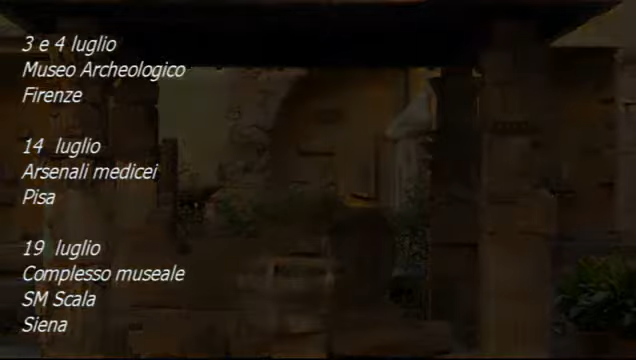 3 e 4 luglio
Museo Archeologico
Firenze
14 luglio
Arsenali medicei
Pisa
19 luglio
Complesso museale
SM Scala
Siena